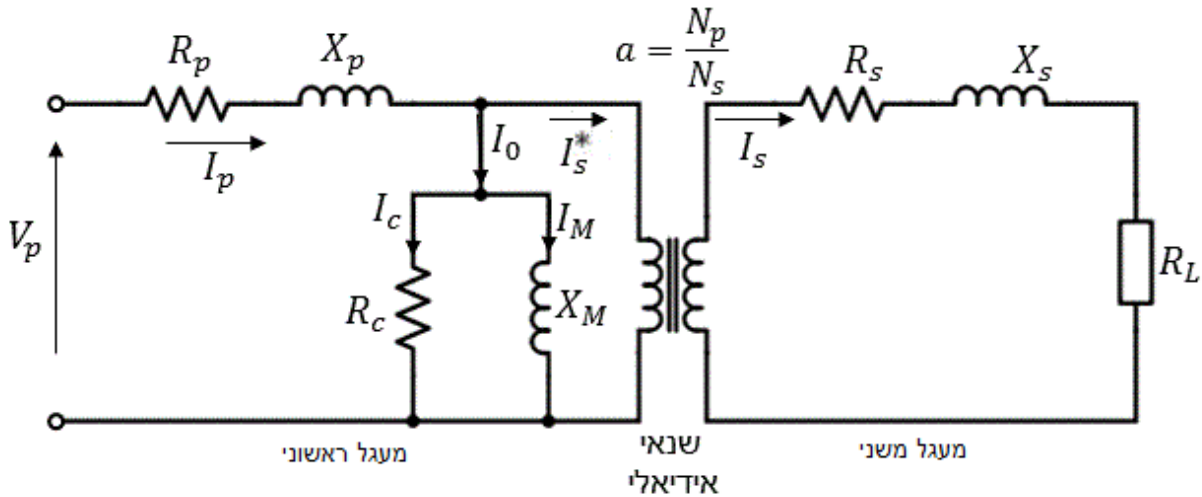 a = N_p / N_s
R_p
X_p
R_s
X_s
I_p
I_0
I_s^*
I_s
V_p
I_c
I_M
R_c
X_M
R_L
מעגל ראשוני
שנאי
אידיאלי
מעגל משני